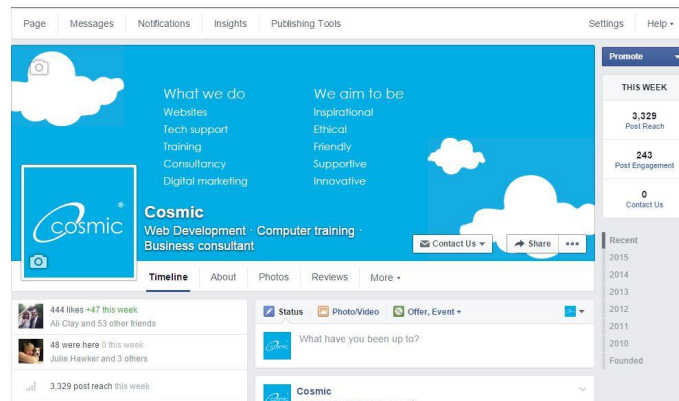 Page Messages Notifications Insights Publishing Tools Settings Help
Promote
THIS WEEK
3,329
Post Reach
243
Post Engagement
0
Contact Us
Recent
2015
2014
2013
2012
2011
2010
Founded
What we do
Websites
Tech support
Training
Consultancy
Digital marketing
We aim to be
Inspirational
Ethical
Friendly
Supportive
Innovative
cosmic®
Cosmic
Web Development · Computer training ·
Business consultant
Contact Us Share
Timeline About Photos Reviews More
444 likes +47 this week
Ali Clay and 53 other friends
48 were here 0 this week
Julie Hawker and 3 others
3,329 post reach this week
Status Photo/Video Offer, Event +
Cosmic
What have you been up to?
Cosmic
Cosmic